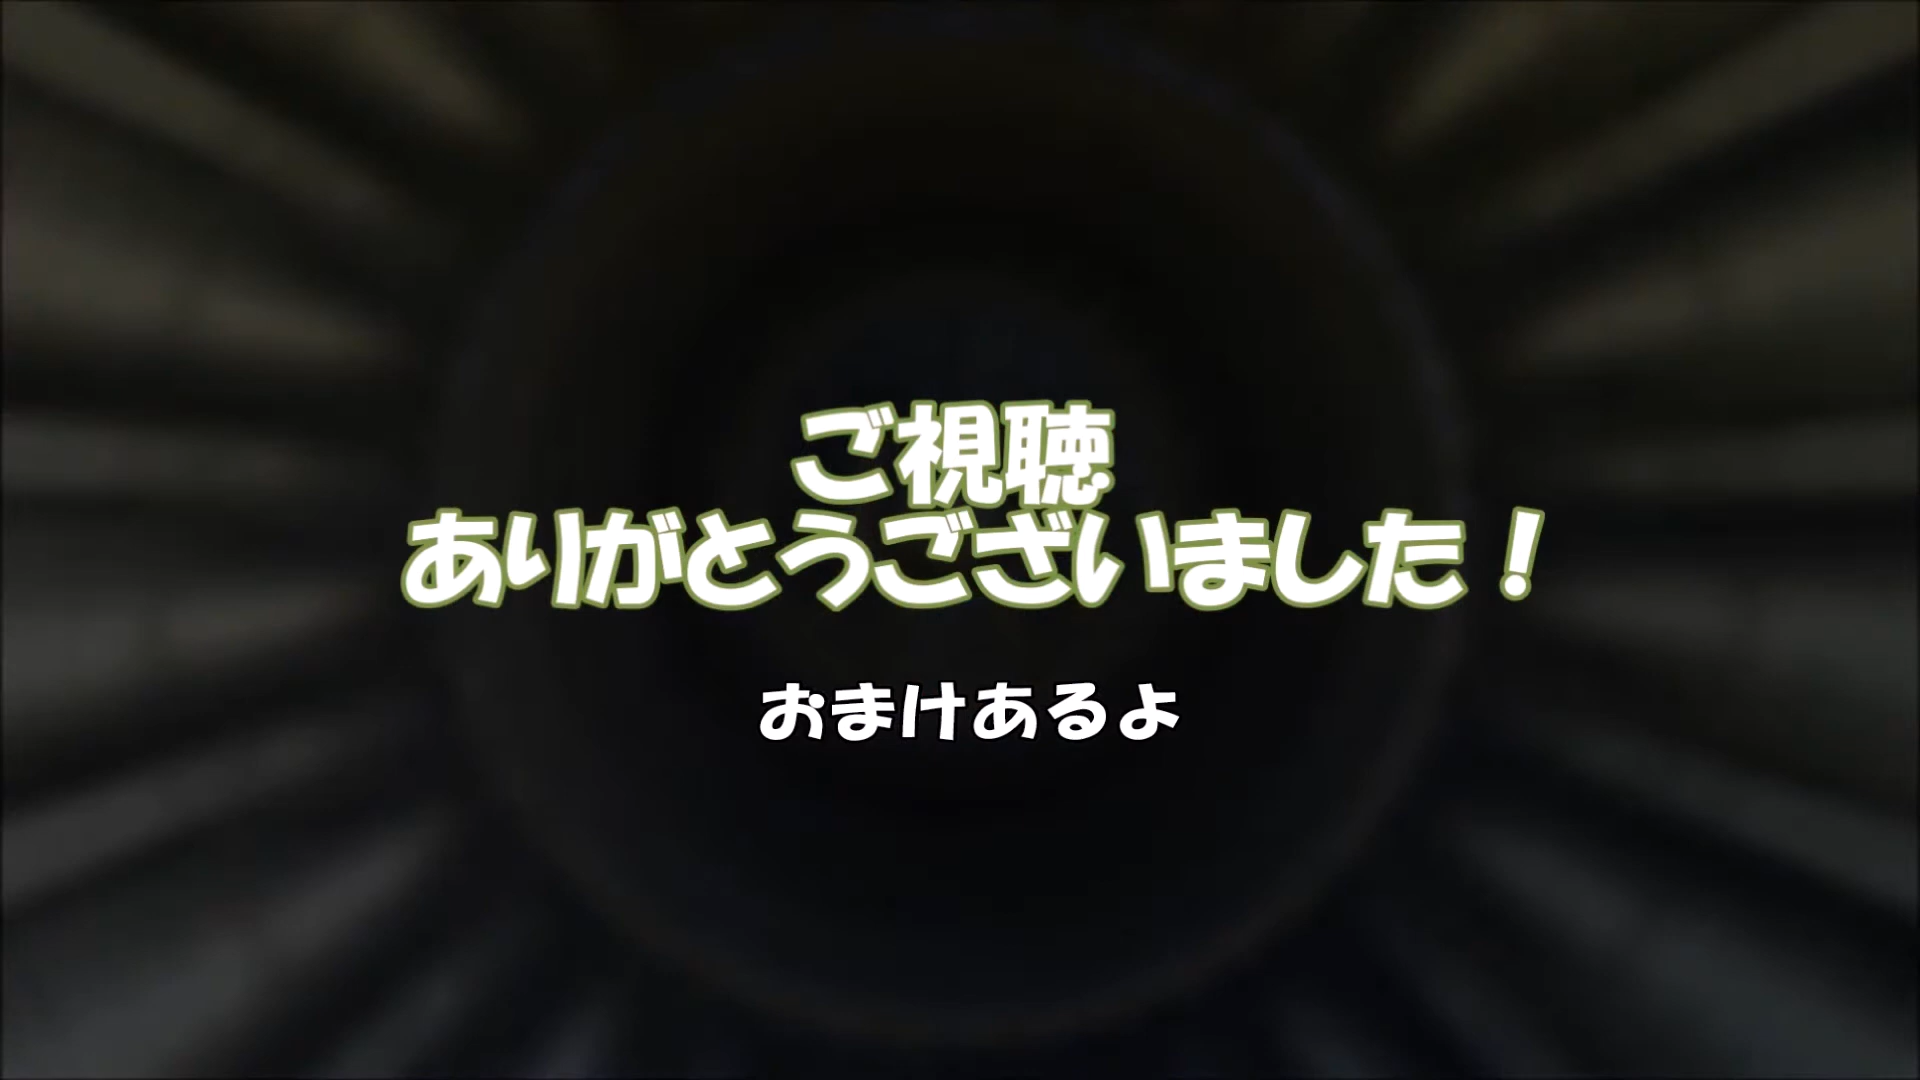 ご視聴
ありがとうございました！
おまけあるよ